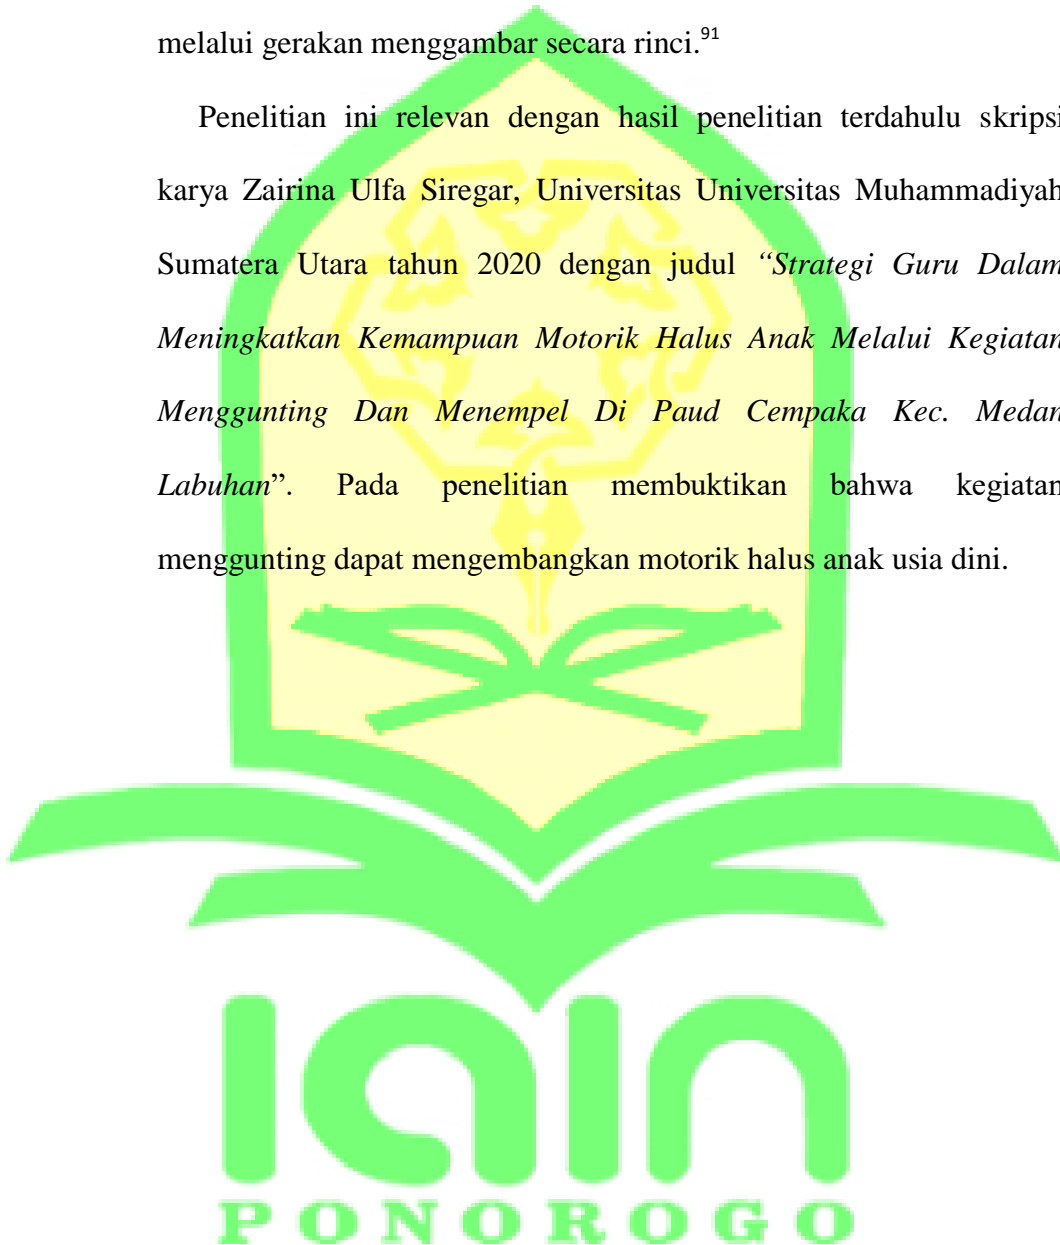 melalui gerakan menggambar secara rinci.⁹¹
Penelitian ini relevan dengan hasil penelitian terdahulu skripsi
karya Zairina Ulfa Siregar, Universitas Universitas Muhammadiyah
Sumatera Utara tahun 2020 dengan judul “Strategi Guru Dalam
Meningkatkan Kemampuan Motorik Halus Anak Melalui Kegiatan
Menggunting Dan Menempel Di Paud Cempaka Kec. Medan
Labuhan”. Pada penelitian membuktikan bahwa kegiatan
menggunting dapat mengembangkan motorik halus anak usia dini.
IAIN
PONOROGO